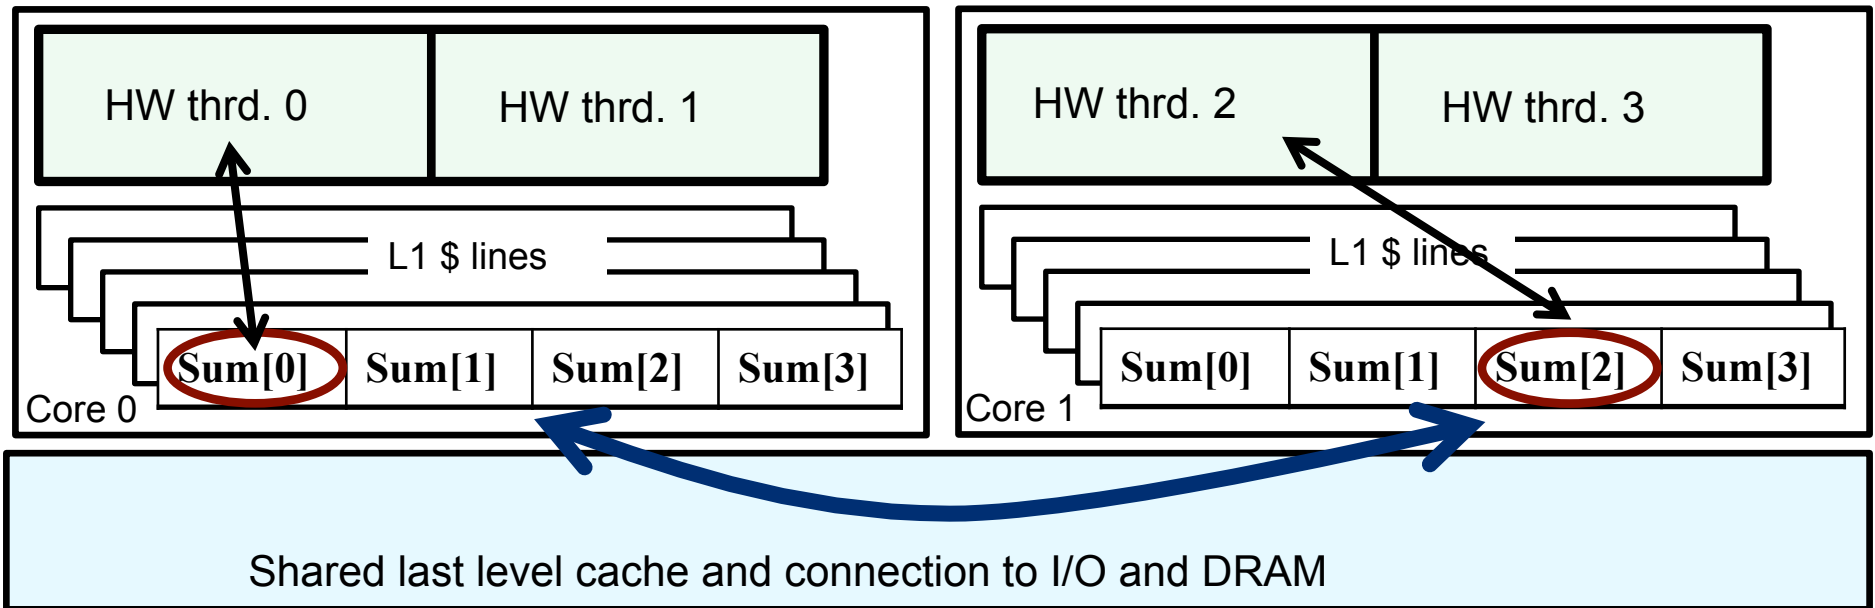 HW thrd. 0
HW thrd. 1
L1 $ lines
Sum[0] Sum[1] Sum[2] Sum[3]
Core 0
HW thrd. 2
HW thrd. 3
L1 $ lines
Sum[0] Sum[1] Sum[2] Sum[3]
Core 1
Shared last level cache and connection to I/O and DRAM